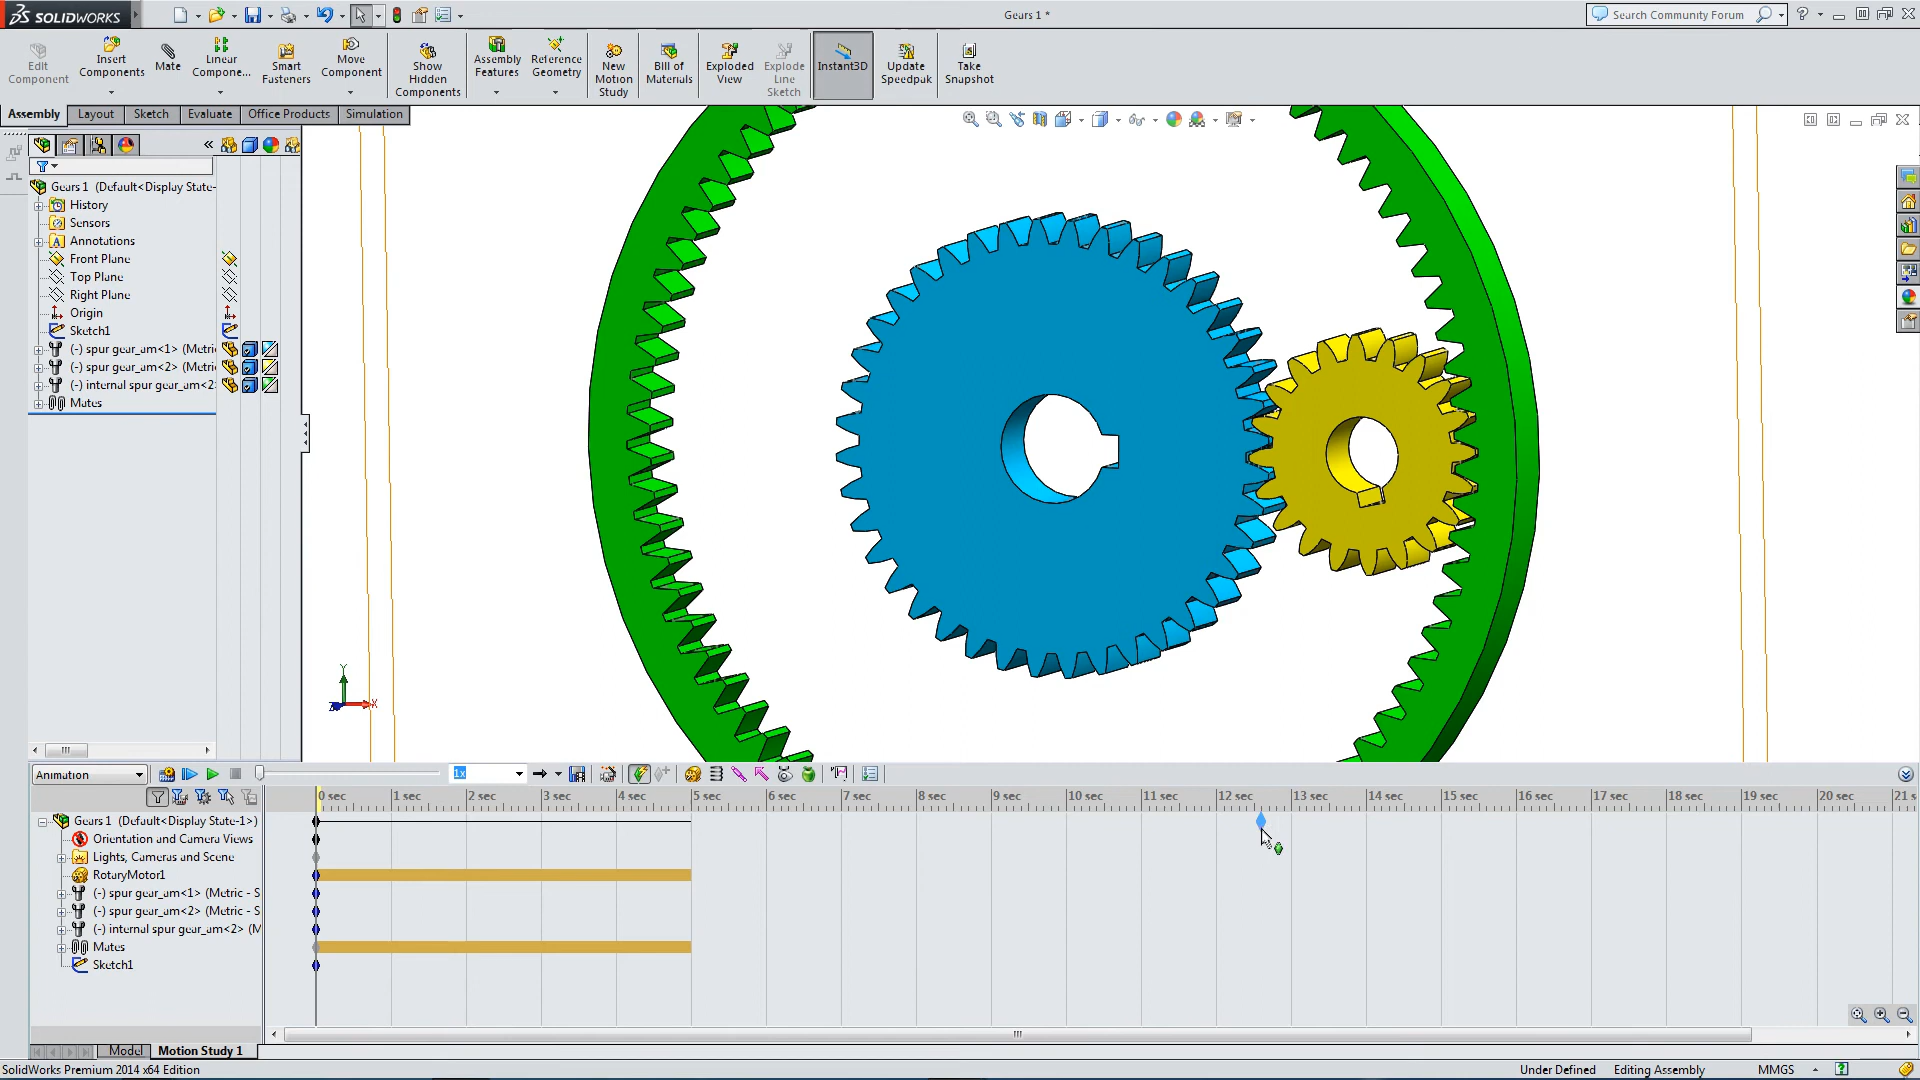 SOLIDWORKS
Gears 1 *
Search Community Forum
Edit Component
Insert Components
Mate
Linear Compone...
Smart Fasteners
Move Component
Show Hidden Components
Assembly Features
Reference Geometry
New Motion Study
Bill of Materials
Exploded View
Explode Line Sketch
Instant3D
Update Speedpak
Take Snapshot
Assembly
Layout
Sketch
Evaluate
Office Products
Simulation
Gears 1 (Default<Display State-
History
Sensors
Annotations
Front Plane
Top Plane
Right Plane
Origin
Sketch1
(-) spur gear_am<1> (Metri
(-) spur gear_am<2> (Metri
(-) internal spur gear_am<2
Mates
Y
X
Z
Animation
1x
0 sec 1 sec 2 sec 3 sec 4 sec 5 sec 6 sec 7 sec 8 sec 9 sec 10 sec 11 sec 12 sec 13 sec 14 sec 15 sec 16 sec 17 sec 18 sec 19 sec 20 sec 21 s
Gears 1 (Default<Display State-1>)
Orientation and Camera Views
Lights, Cameras and Scene
RotaryMotor1
(-) spur gear_am<1> (Metric - S
(-) spur gear_am<2> (Metric - S
(-) internal spur gear_am<2> (M
Mates
Sketch1
Model
Motion Study 1
SolidWorks Premium 2014 x64 Edition
Under Defined
Editing Assembly
MMGS